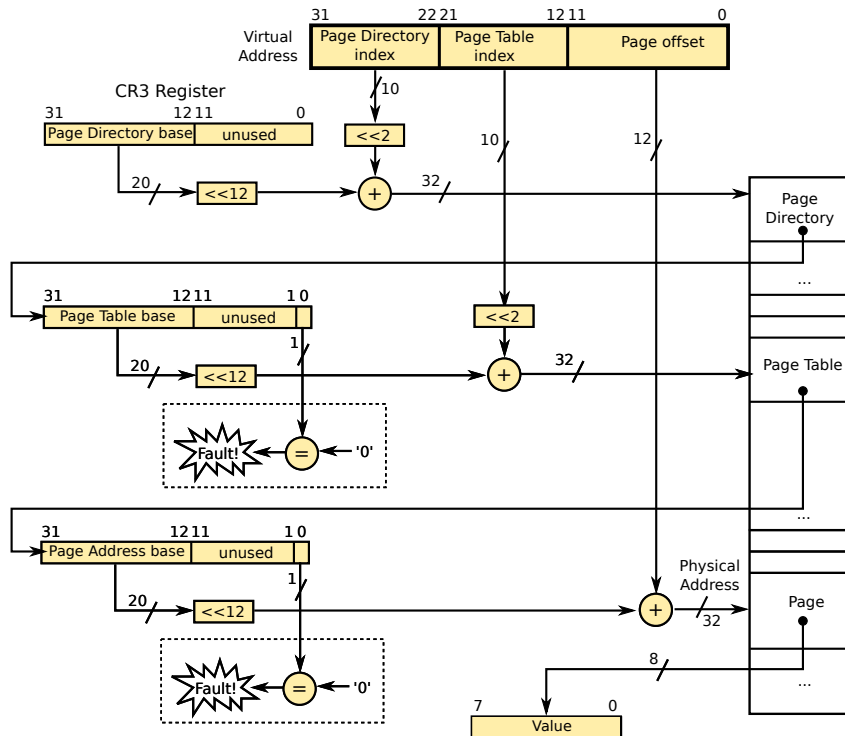 31 22 21 12 11 0
Virtual Address
Page Directory index
Page Table index
Page offset
10
CR3 Register
31 12 11 0
Page Directory base
unused
<<2
10
12
20
<<12
+
32
Page Directory
...
31 12 11 1 0
Page Table base
unused
<<2
1
20
<<12
+
32
Page Table
Fault!
=
'0'
...
31 12 11 1 0
Page Address base
unused
1
20
<<12
+
Physical Address
32
Page
Fault!
=
'0'
8
...
7 0
Value